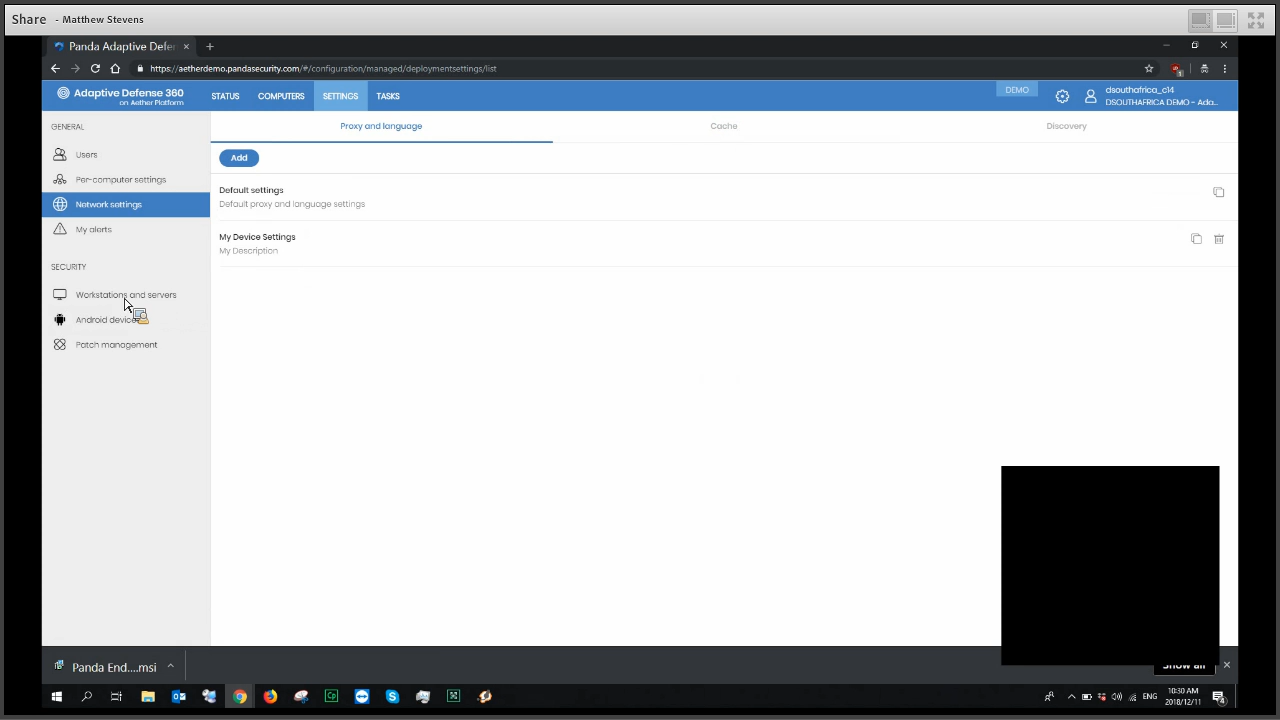 Share - Matthew Stevens
Panda Adaptive Defer
https://aetherdemo.pandasecurity.com/#/configuration/managed/deploymentsettings/list
Adaptive Defense 360
on Aether Platform
STATUS
COMPUTERS
SETTINGS
TASKS
DEMO
dsouthafrica_c14
DSOUTHAFRICA DEMO - Ada...
GENERAL
Users
Per-computer settings
Network settings
My alerts
SECURITY
Workstations and servers
Android device
Patch management
Proxy and language
Cache
Discovery
Add
Default settings
Default proxy and language settings
My Device Settings
My Description
Panda End....msi
Show all
ENG
10:30 AM
2018/12/11
4